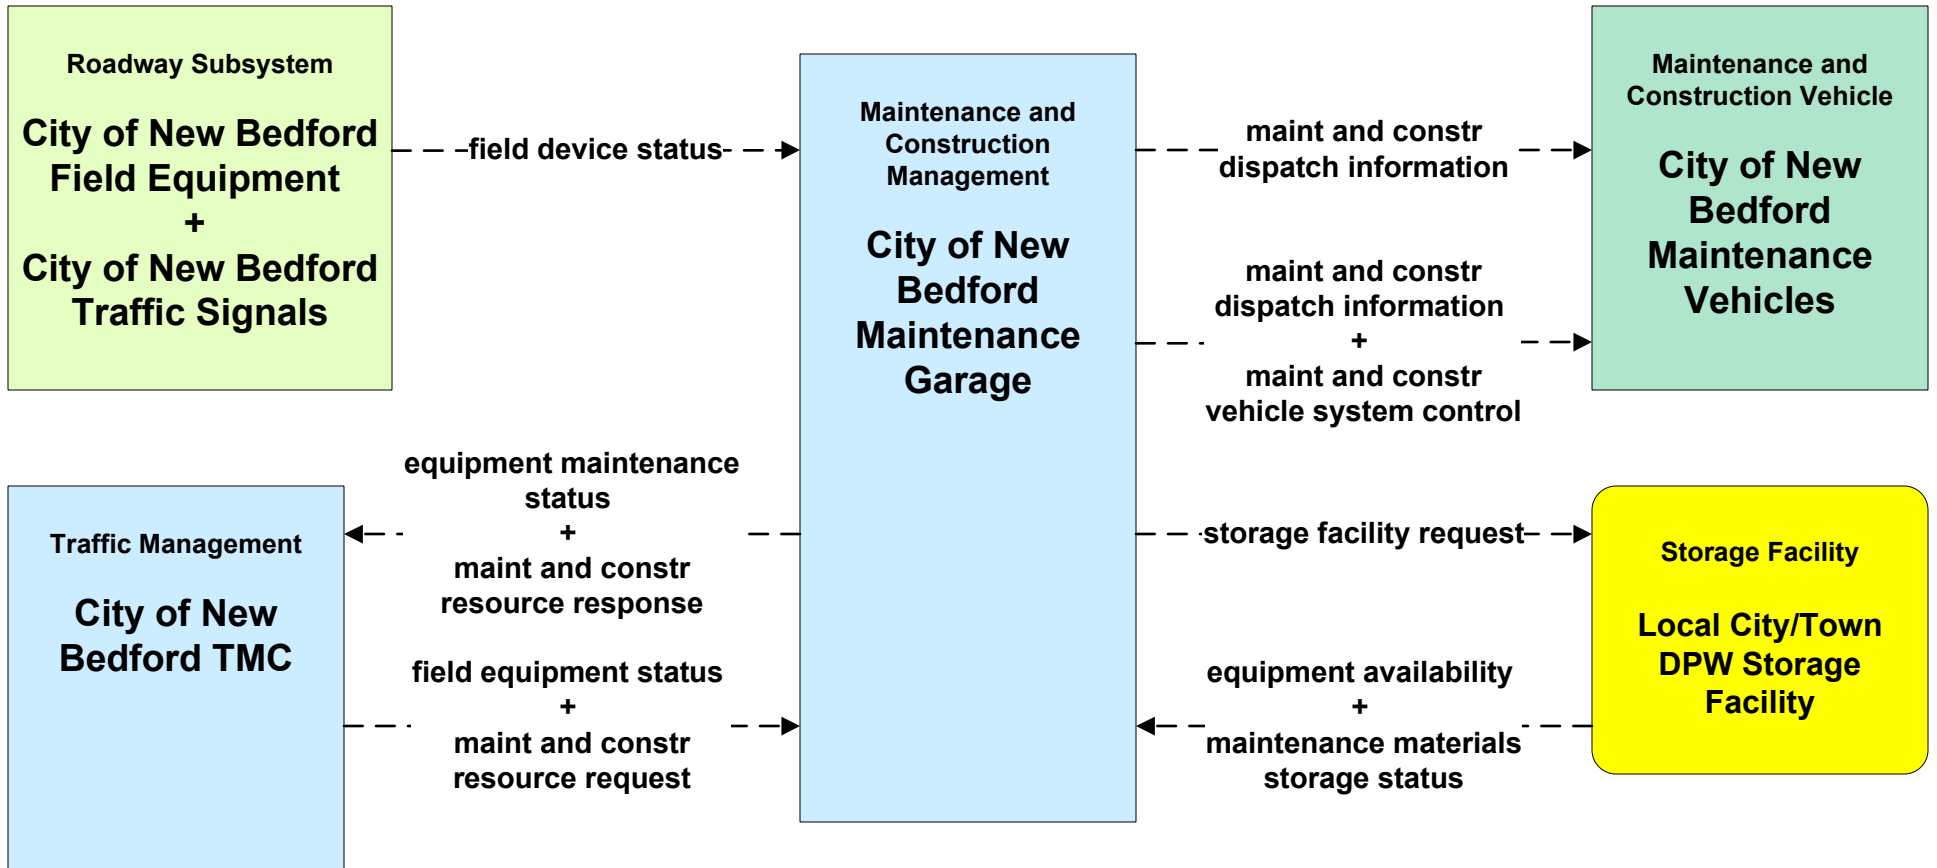 Roadway Subsystem
City of New Bedford
Field Equipment
+
City of New Bedford
Traffic Signals
field device status
Maintenance and
Construction
Management
City of New
Bedford
Maintenance
Garage
maint and constr
dispatch information
maint and constr
dispatch information
+
maint and constr
vehicle system control
Maintenance and
Construction Vehicle
City of New
Bedford
Maintenance
Vehicles
Traffic Management
City of New
Bedford TMC
equipment maintenance
status
+
maint and constr
resource response
field equipment status
+
maint and constr
resource request
storage facility request
equipment availability
+
maintenance materials
storage status
Storage Facility
Local City/Town
DPW Storage
Facility